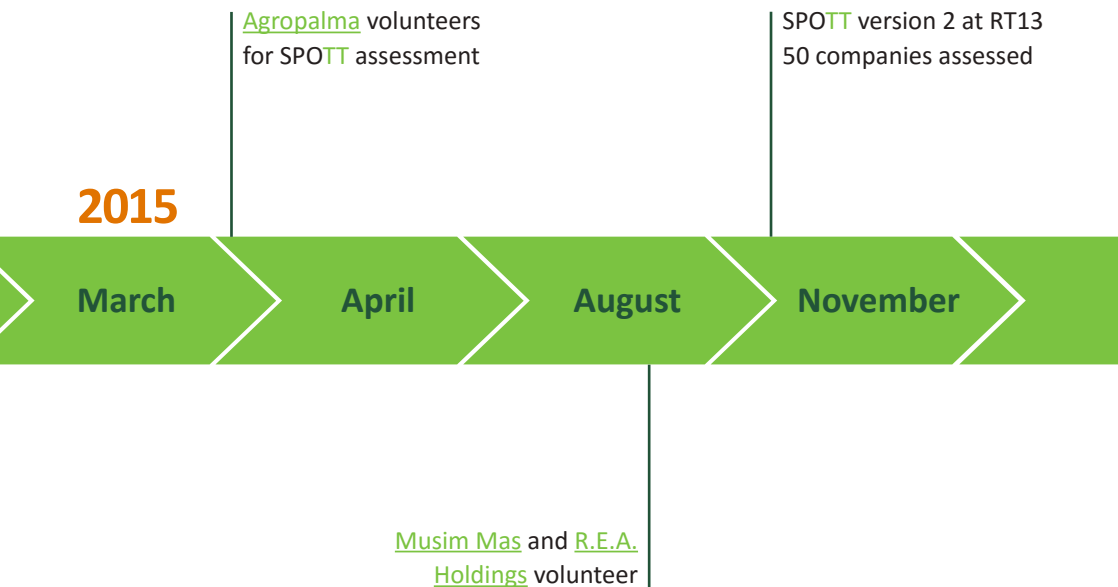 Agropalma volunteers
for SPOTT assessment
SPOTT version 2 at RT13
50 companies assessed
2015
March
April
August
November
Musim Mas and R.E.A.
Holdings volunteer